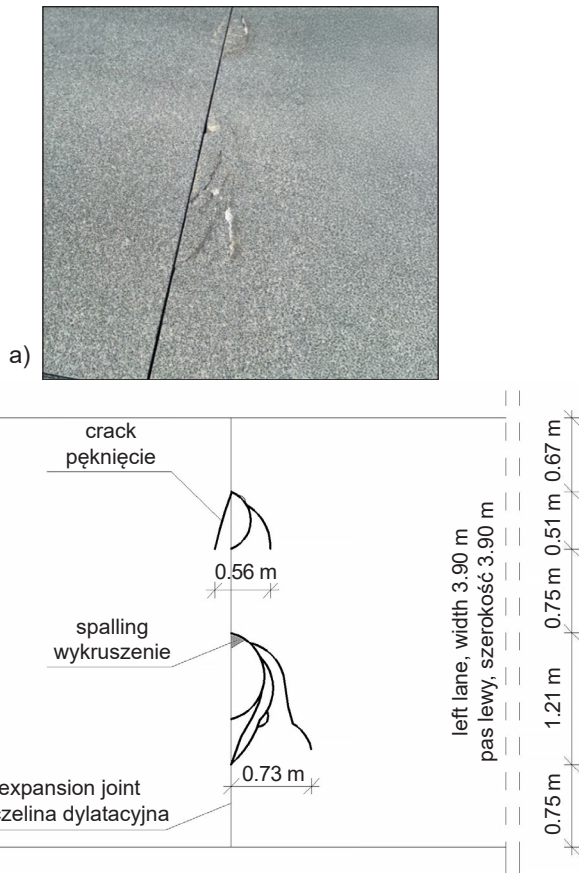 a)
crack
pęknięcie
0.56 m
spalling
wykruszenie
0.73 m
expansion joint
czelina dylatacyjna
left lane, width 3.90 m
pas lewy, szerokość 3.90 m
0.67 m
0.51 m
0.75 m
1.21 m
0.75 m